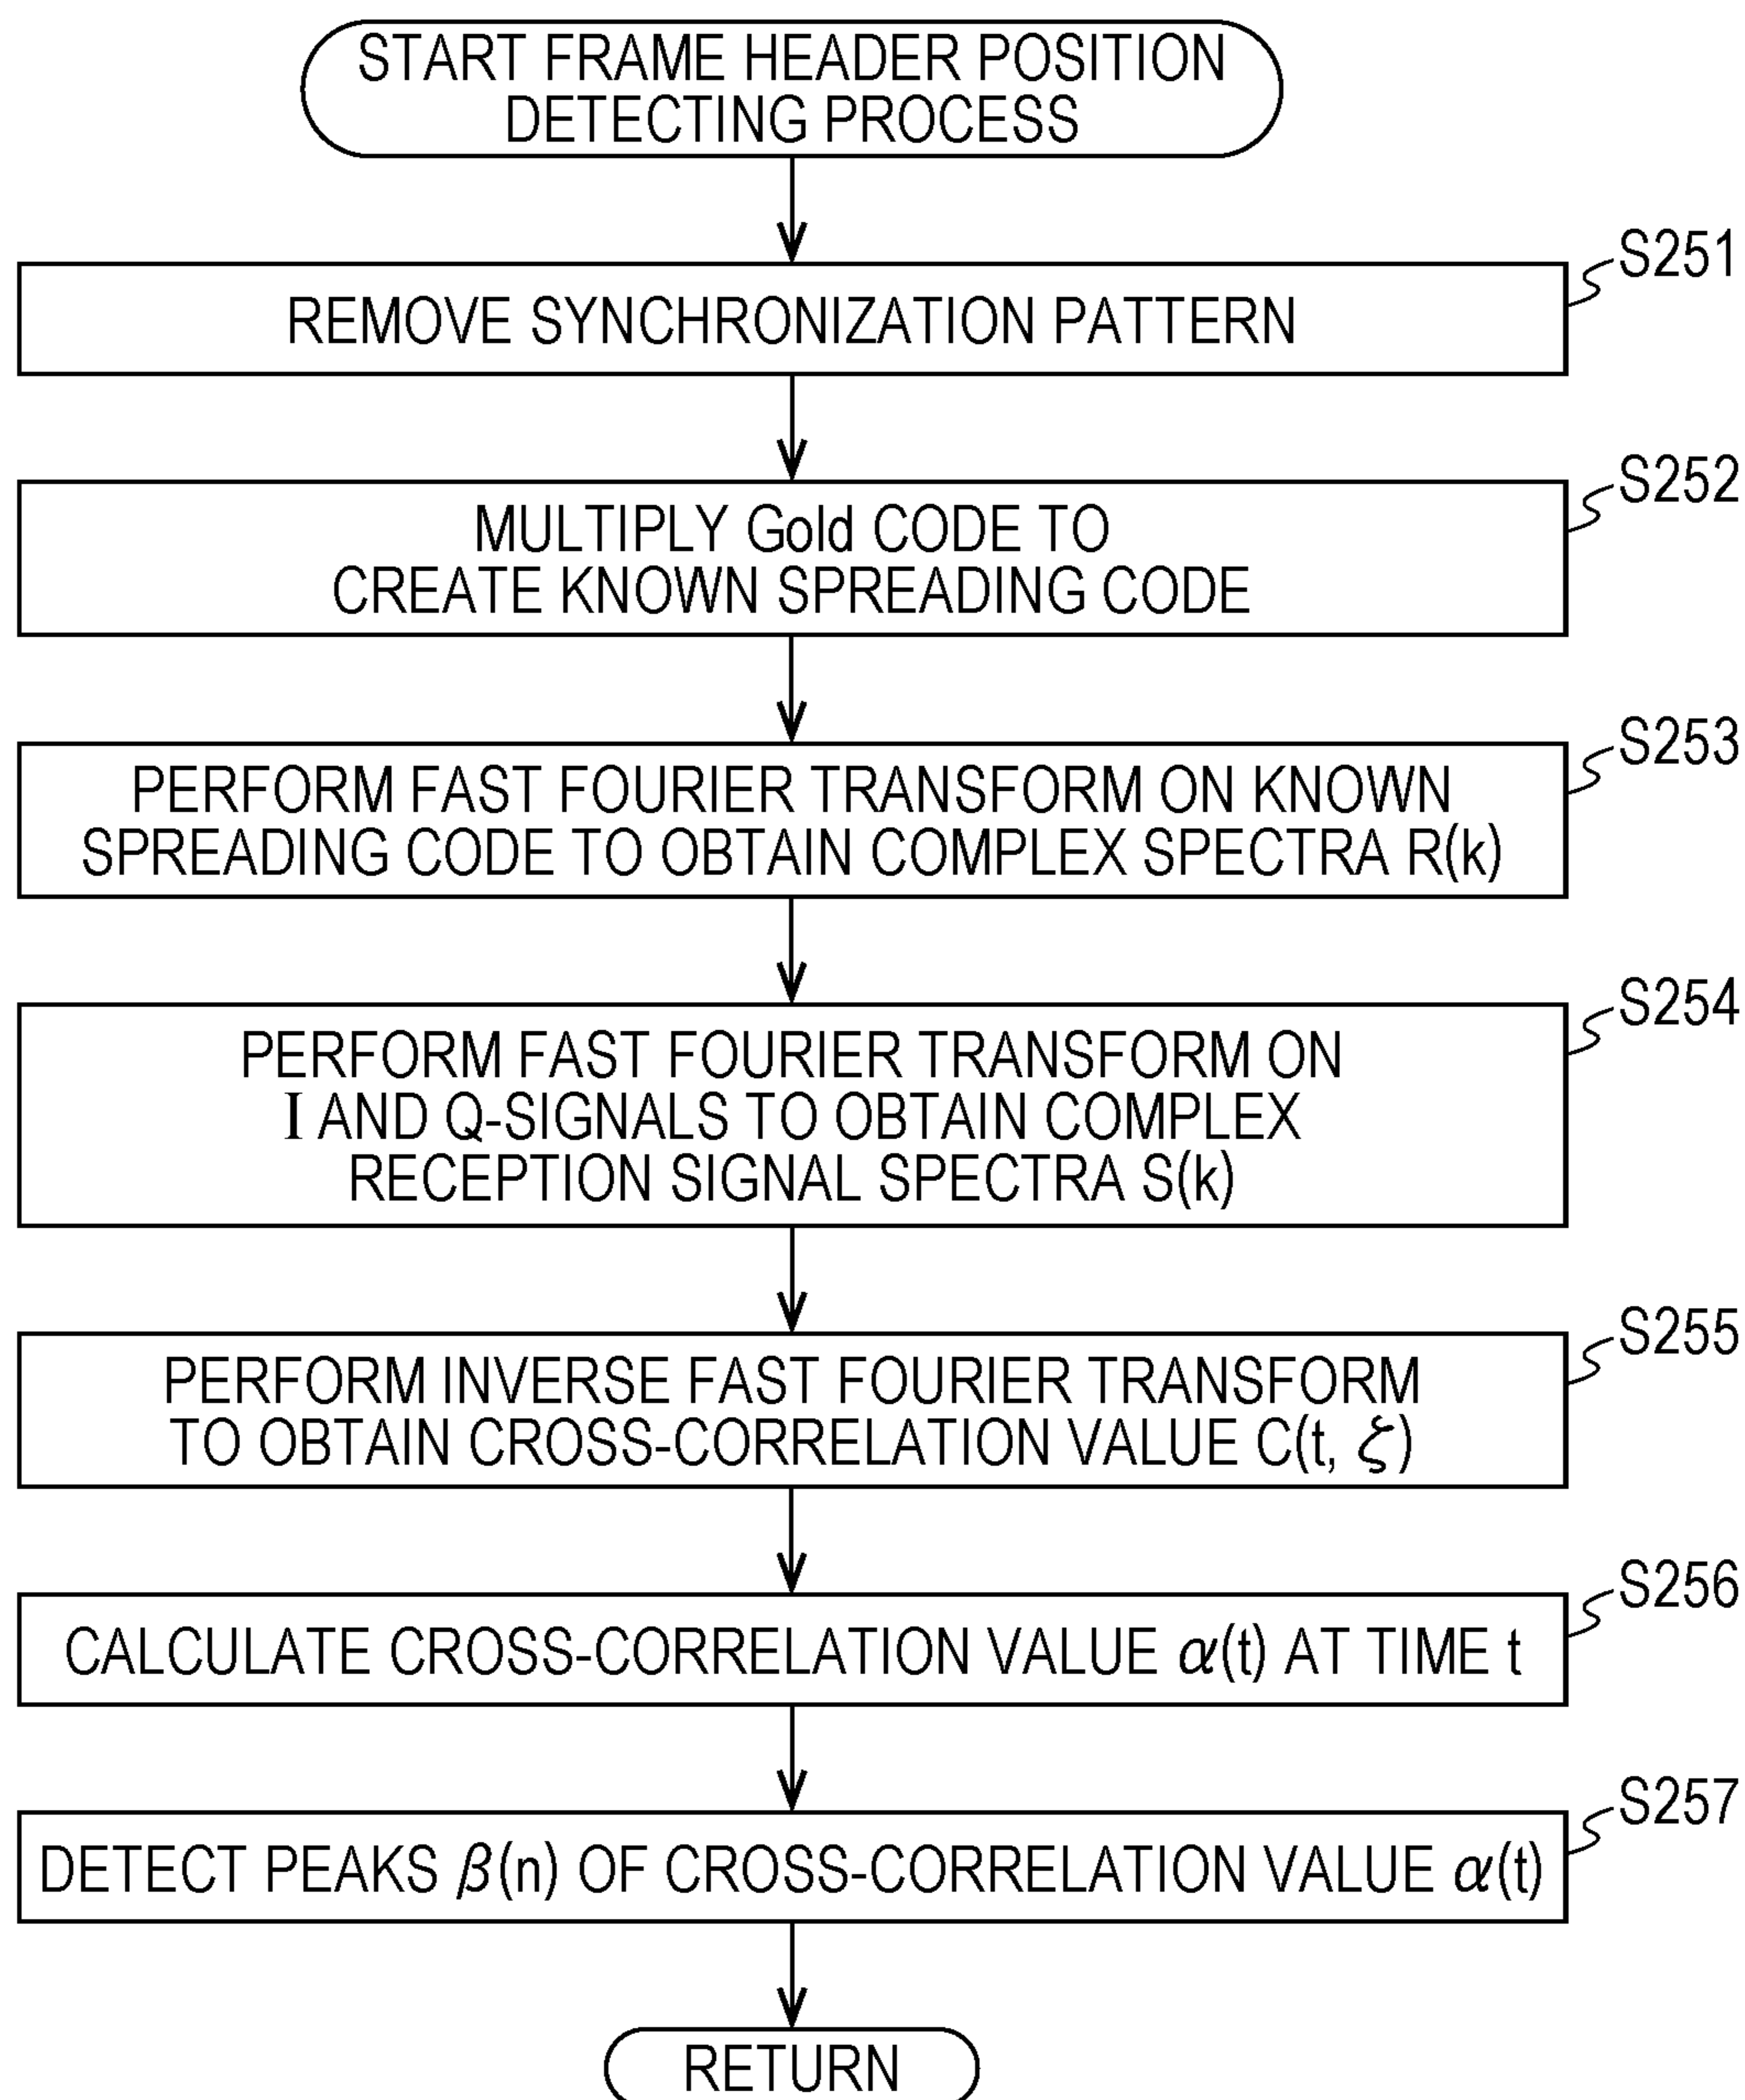 START FRAME HEADER POSITION
DETECTING PROCESS
S251
REMOVE SYNCHRONIZATION PATTERN
S252
MULTIPLY Gold CODE TO
CREATE KNOWN SPREADING CODE
S253
PERFORM FAST FOURIER TRANSFORM ON KNOWN
SPREADING CODE TO OBTAIN COMPLEX SPECTRA R(k)
S254
PERFORM FAST FOURIER TRANSFORM ON
I AND Q-SIGNALS TO OBTAIN COMPLEX
RECEPTION SIGNAL SPECTRA S(k)
S255
PERFORM INVERSE FAST FOURIER TRANSFORM
TO OBTAIN CROSS-CORRELATION VALUE C(t, ζ)
S256
CALCULATE CROSS-CORRELATION VALUE α(t) AT TIME t
S257
DETECT PEAKS β(n) OF CROSS-CORRELATION VALUE α(t)
RETURN